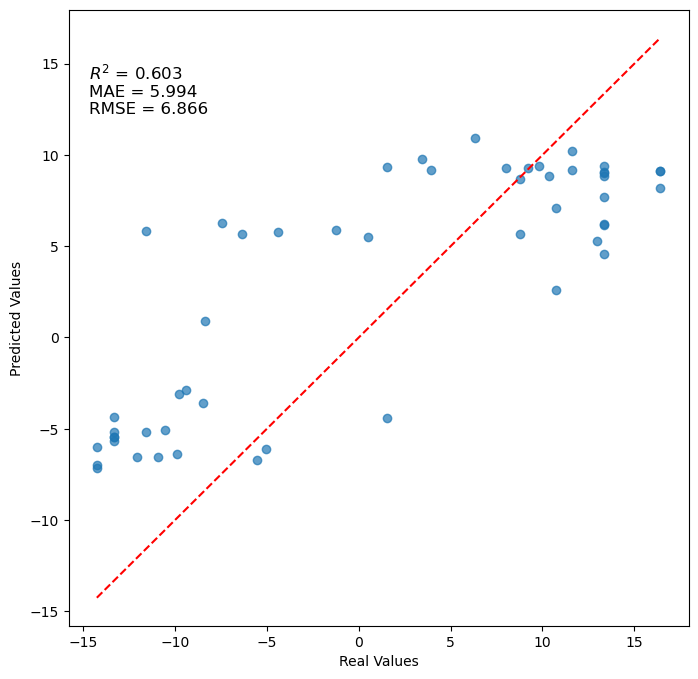 R² = 0.603
MAE = 5.994
RMSE = 6.866
15
10
5
0
−5
−10
−15
Predicted Values
−15 −10 −5 0 5 10 15
Real Values